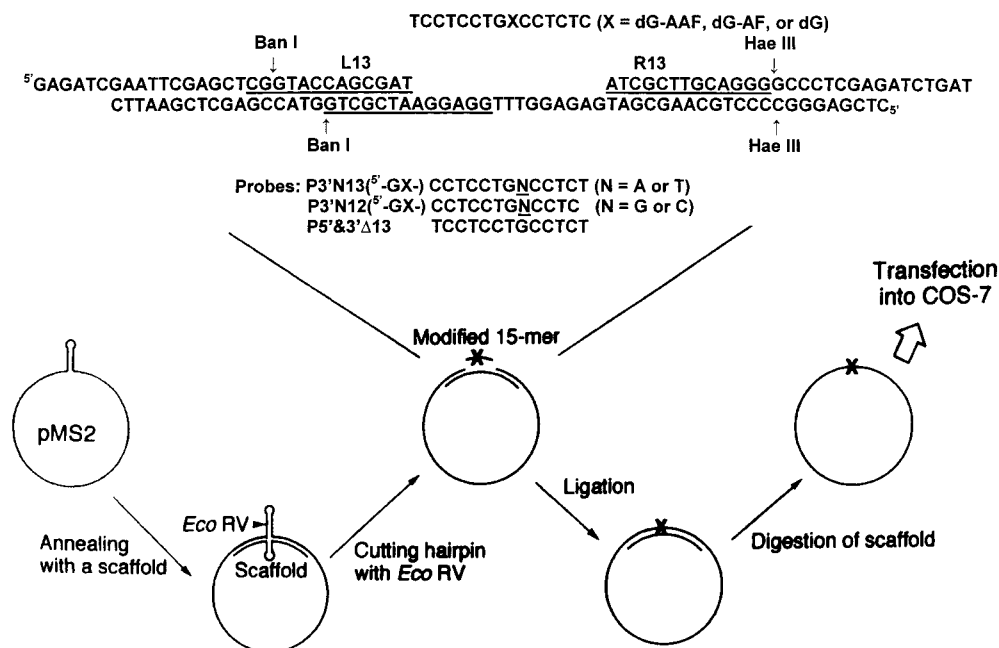 TCCTCCTGXCCTCTC (X = dG-AAF, dG-AF, or dG)
Ban I
L13
R13
Hae III
5'GAGATCGAATTCGAGCTCGGTACCAGCGAT ATCGCTTGCAGGGGCCCTCGAGATCTGAT
CTTAAGCTCGAGCCATGGTCGCTAAGGAGGTTTGGAGAGTAGCGAACGTCCCCGGGAGCTC5'
Ban I
Hae III
Probes: P3'N13(5'-GX-) CCTCCTGNCCTCT (N = A or T)
P3'N12(5'-GX-) CCTCCTGNCCTC (N = G or C)
P5'&3'Δ13 TCCTCCTGCCTCT
Transfection
into COS-7
Modified 15-mer
X
X
pMS2
Ligation
Eco RV
X
Annealing
with a scaffold
Scaffold
Cutting hairpin
with Eco RV
Digestion of scaffold